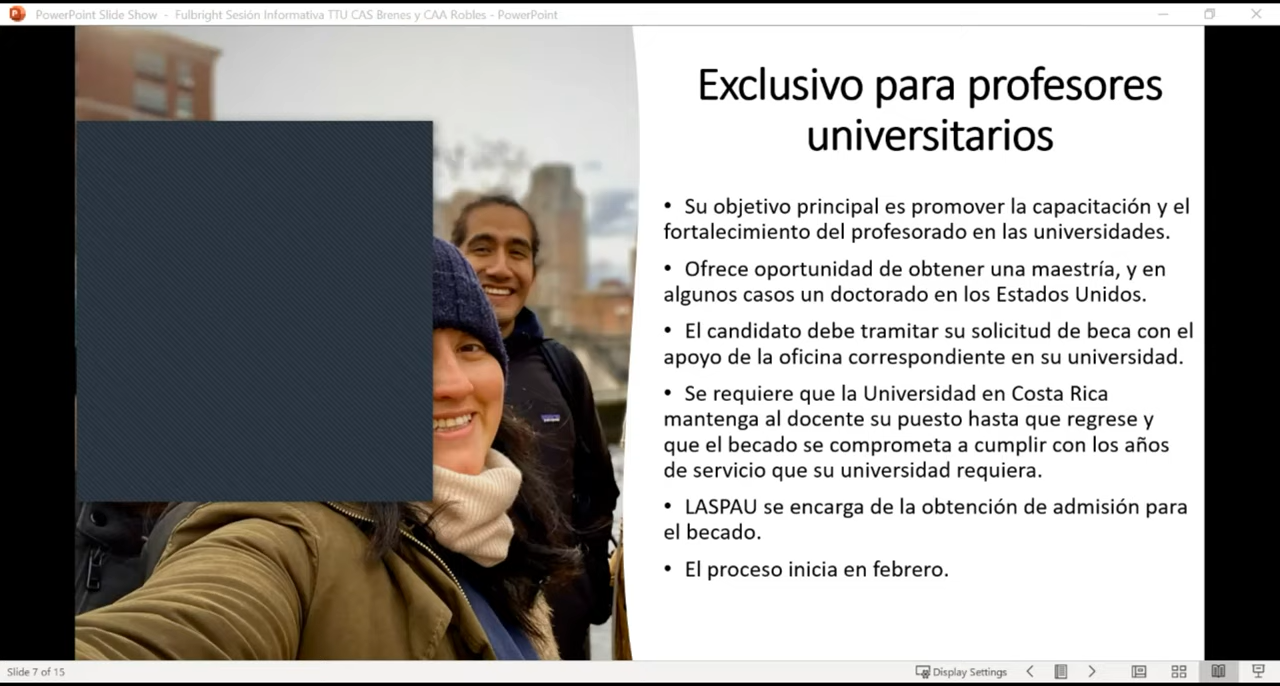 PowerPoint Slide Show - Fulbright Sesión Informativa TTU CAS Brenes y CAA Robles - PowerPoint
Exclusivo para profesores
universitarios
• Su objetivo principal es promover la capacitación y el
fortalecimiento del profesorado en las universidades.
• Ofrece oportunidad de obtener una maestría, y en
algunos casos un doctorado en los Estados Unidos.
• El candidato debe tramitar su solicitud de beca con el
apoyo de la oficina correspondiente en su universidad.
• Se requiere que la Universidad en Costa Rica
mantenga al docente su puesto hasta que regrese y
que el becado se comprometa a cumplir con los años
de servicio que su universidad requiera.
• LASPAU se encarga de la obtención de admisión para
el becado.
• El proceso inicia en febrero.
Slide 7 of 15
Display Settings